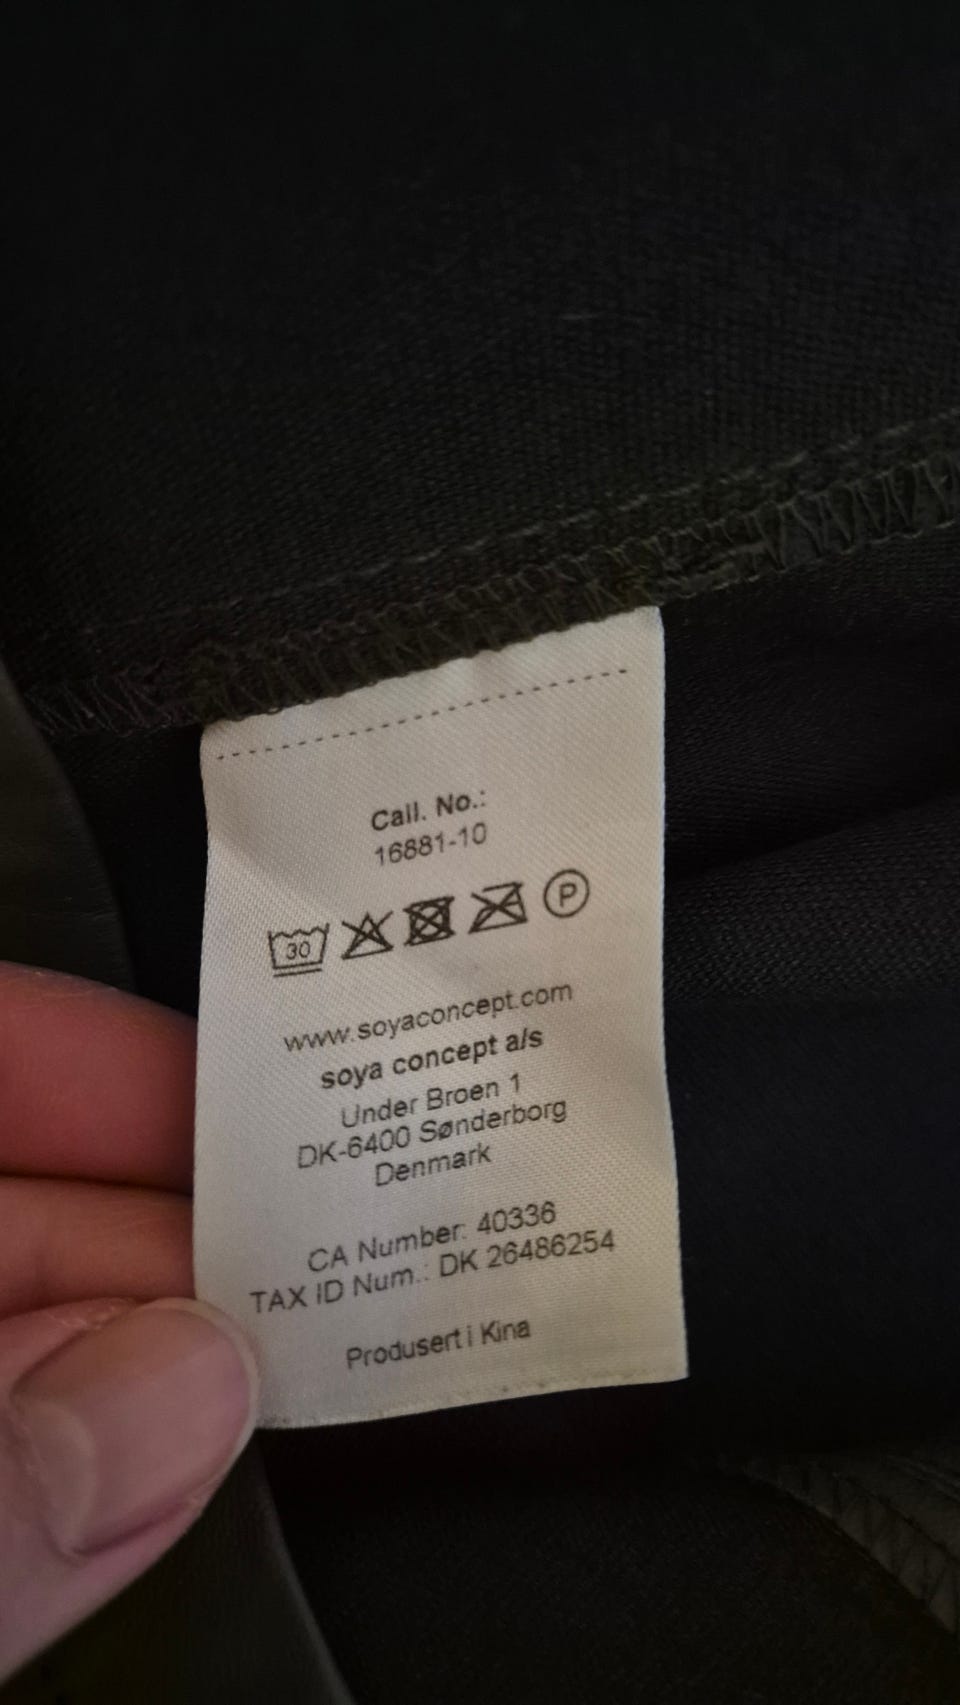 Call. No.:
16881-10
30 P
www.soyaconcept.com
soya concept a/s
Under Broen 1
DK-6400 Sønderborg
Denmark
CA Number: 40336
TAX ID Num.: DK 26486254
Produsert i Kina